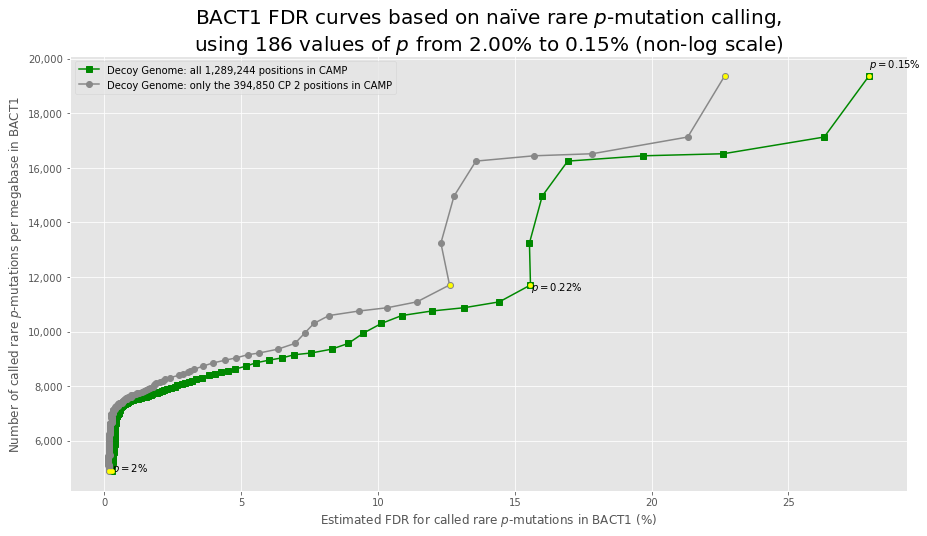 BACT1 FDR curves based on naïve rare p-mutation calling,
using 186 values of p from 2.00% to 0.15% (non-log scale)
Decoy Genome: all 1,289,244 positions in CAMP
Decoy Genome: only the 394,850 CP 2 positions in CAMP
p = 0.15%
p = 0.22%
p = 2%
Number of called rare p-mutations per megabase in BACT1
20,000
18,000
16,000
14,000
12,000
10,000
8,000
6,000
0 5 10 15 20 25
Estimated FDR for called rare p-mutations in BACT1 (%)